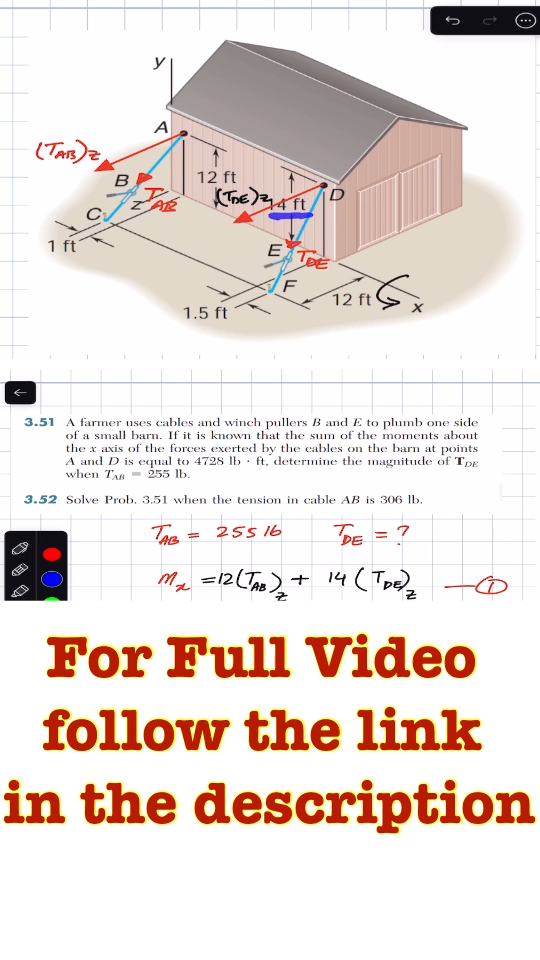 y
A
(TAB)z
12 ft
B
(TDE)z
14 ft
D
TAB
z
C
1 ft
E
TDE
F
12 ft
x
1.5 ft
3.51 A farmer uses cables and winch pullers B and E to plumb one side
of a small barn. If it is known that the sum of the moments about
the x axis of the forces exerted by the cables on the barn at points
A and D is equal to 4728 lb · ft, determine the magnitude of TDE
when TAB = 255 lb.
3.52 Solve Prob. 3.51 when the tension in cable AB is 306 lb.
TAB = 255 lb TDE = ?
Mx = 12(TAB)z + 14 (TDE)z — ①
For Full Video
follow the link
in the description